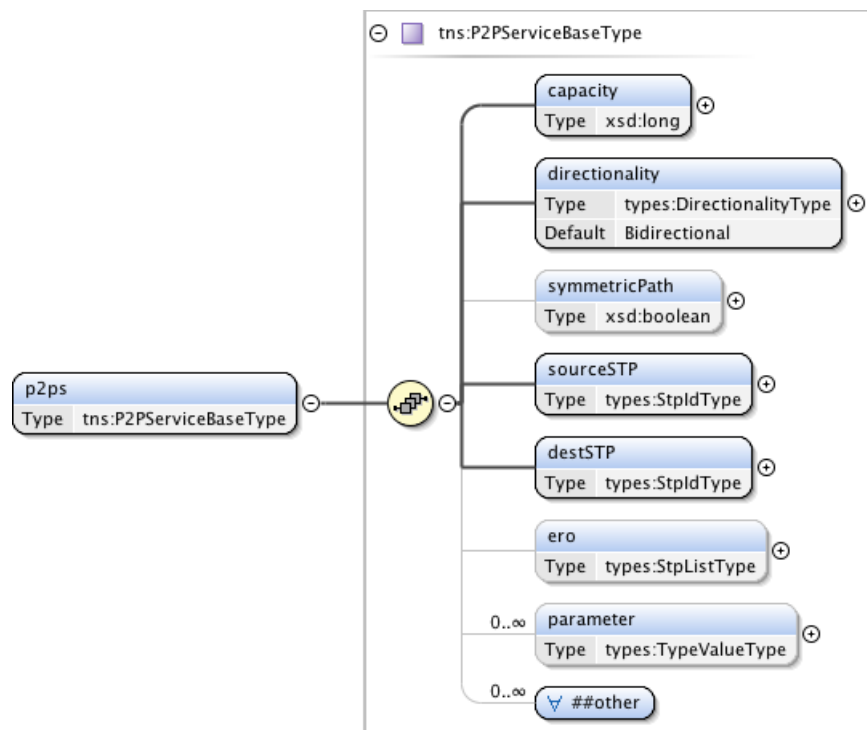 tns:P2PServiceBaseType
capacity
Type xsd:long
directionality
Type types:DirectionalityType
Default Bidirectional
symmetricPath
Type xsd:boolean
p2ps
Type tns:P2PServiceBaseType
sourceSTP
Type types:StpIdType
destSTP
Type types:StpIdType
ero
Type types:StpListType
0..∞
parameter
Type types:TypeValueType
0..∞
∀ ##other